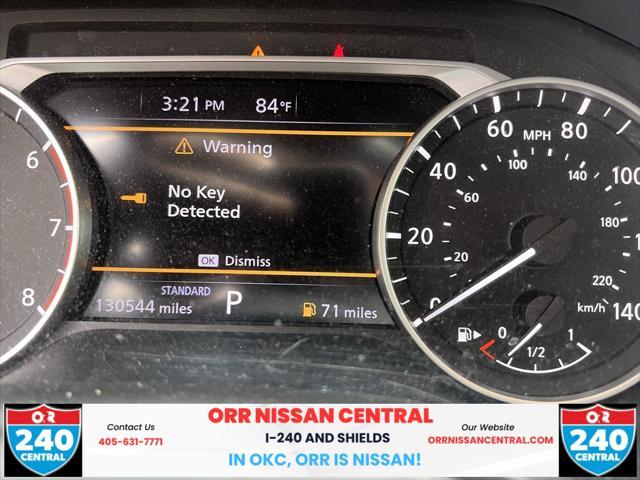 3:21 PM 84°F
Warning
No Key
Detected
OK Dismiss
STANDARD
130544 miles P 71 miles
6
7
8
0
20
40
60
80
100
140
MPH
20
60
100
140
180
220
km/h
0 1/2 1
O·R
240
CENTRAL
Contact Us
405-631-7771
ORR NISSAN CENTRAL
I-240 AND SHIELDS
IN OKC, ORR IS NISSAN!
Our Website
ORRNISSANCENTRAL.COM
O·R
240
CENTRAL